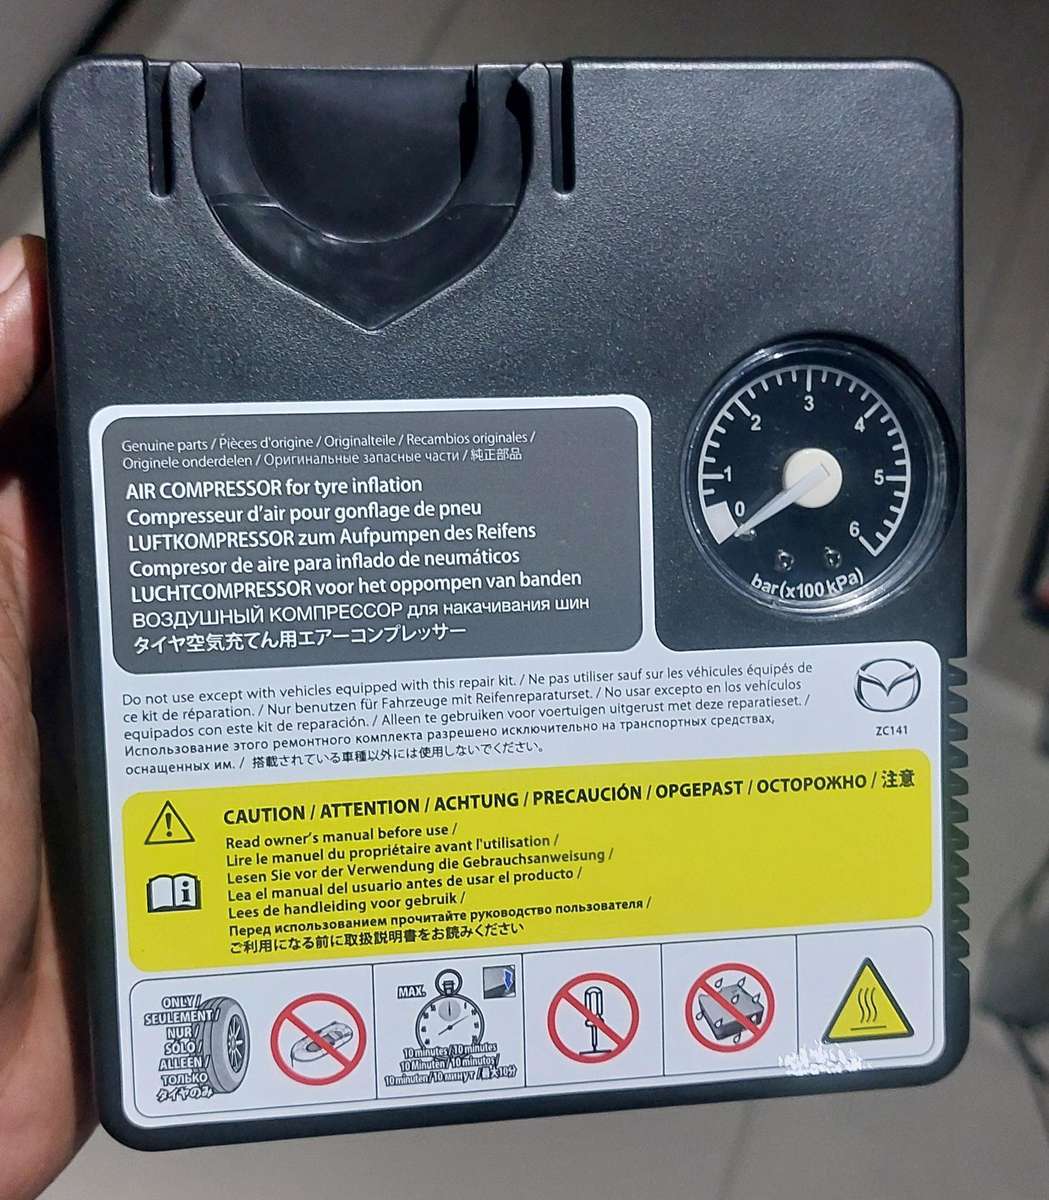 Genuine parts / Pièces d'origine / Originalteile / Recambios originales /
Originele onderdelen / Оригинальные запасные части / 純正部品
AIR COMPRESSOR for tyre inflation
Compresseur d'air pour gonflage de pneu
LUFTKOMPRESSOR zum Aufpumpen des Reifens
Compresor de aire para inflado de neumáticos
LUCHTCOMPRESSOR voor het oppompen van banden
ВОЗДУШНЫЙ КОМПРЕССОР для накачивания шин
タイヤ空気充てん用エアーコンプレッサー
0
1
2
3
4
5
6
bar(x100kPa)
Do not use except with vehicles equipped with this repair kit. / Ne pas utiliser sauf sur les véhicules équipés de
ce kit de réparation. / Nur benutzen für Fahrzeuge mit Reifenreparaturset. / No usar excepto en los vehículos
equipados con este kit de reparación. / Alleen te gebruiken voor voertuigen uitgerust met deze reparatieset. /
Использование этого ремонтного комплекта разрешено исключительно на транспортных средствах,
оснащенных им. / 搭載されている車種以外には使用しないでください。
ZC141
CAUTION / ATTENTION / ACHTUNG / PRECAUCIÓN / OPGEPAST / ОСТОРОЖНО / 注意
Read owner's manual before use /
Lire le manuel du propriétaire avant l'utilisation /
Lesen Sie vor der Verwendung die Gebrauchsanweisung /
Lea el manual del usuario antes de usar el producto /
Lees de handleiding voor gebruik /
Перед использованием прочитайте руководство пользователя /
ご利用になる前に取扱説明書をお読みください
ONLY /
SEULEMENT /
NUR /
SÓLO /
ALLEEN /
ТОЛЬКО
タイヤのみ
MAX.
10 minutes / 10 minutes
10 Minuten / 10 minutos /
10 minuten / 10 минут / 最大10分